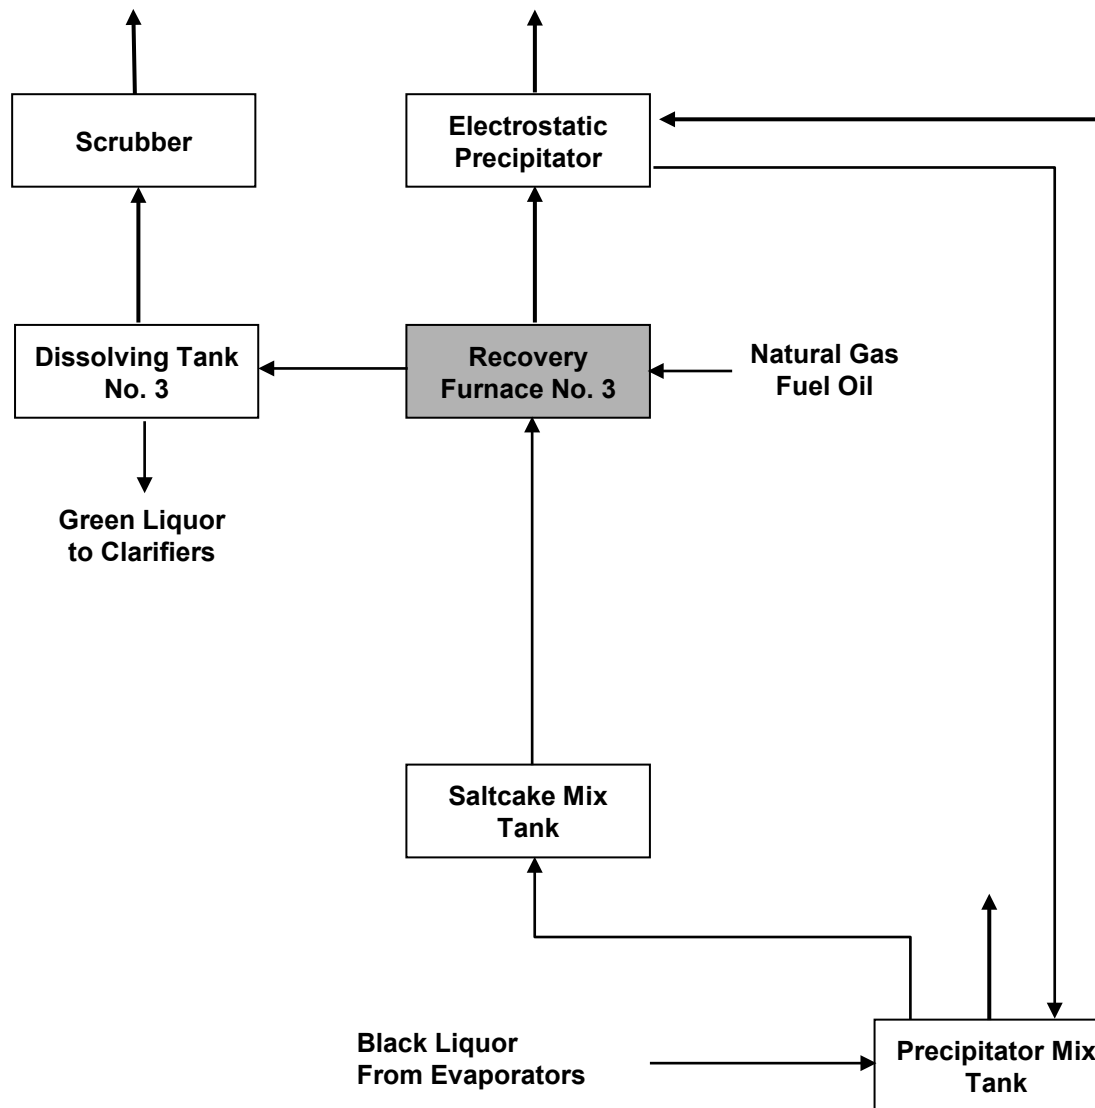 Scrubber
Electrostatic
Precipitator
Dissolving Tank
No. 3
Recovery
Furnace No. 3
Natural Gas
Fuel Oil
Green Liquor
to Clarifiers
Saltcake Mix
Tank
Black Liquor
From Evaporators
Precipitator Mix
Tank